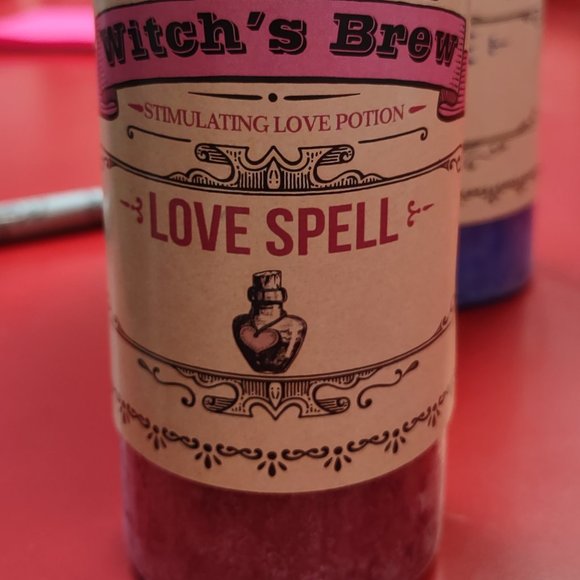 Witch's Brew
STIMULATING LOVE POTION
LOVE SPELL